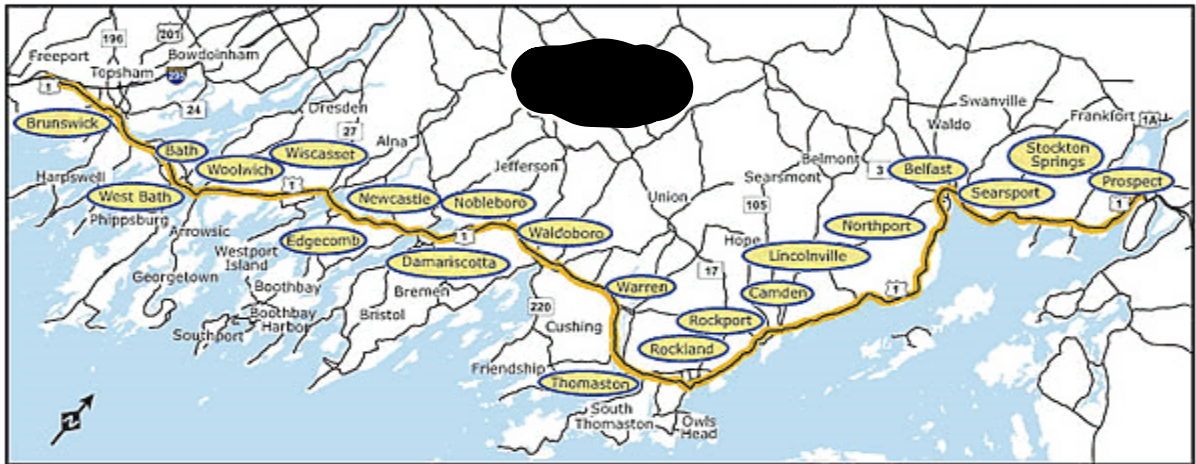 196
201
Freeport
Bowdoinham
Topsham
295
1
24
Brunswick
Dresden
27
Alna
Bath
Wiscasset
Woolwich
Harpswell
West Bath
1
Phippsburg
Arrowsic
Newcastle
Nobleboro
Jefferson
Westport
Island
Edgecomb
1
Damariscotta
Waldoboro
Georgetown
Boothbay
Boothbay
Harbor
Southport
Bremen
Bristol
220
Cushing
Friendship
Warren
Thomaston
South
Thomaston
Owls
Head
Rockland
Rockport
Camden
17
Hope
Union
105
Searsmont
Belmont
Lincolnville
Northport
1
3
Belfast
Waldo
Swanville
Searsport
Stockton
Springs
Frankfort
1A
Prospect
1
N